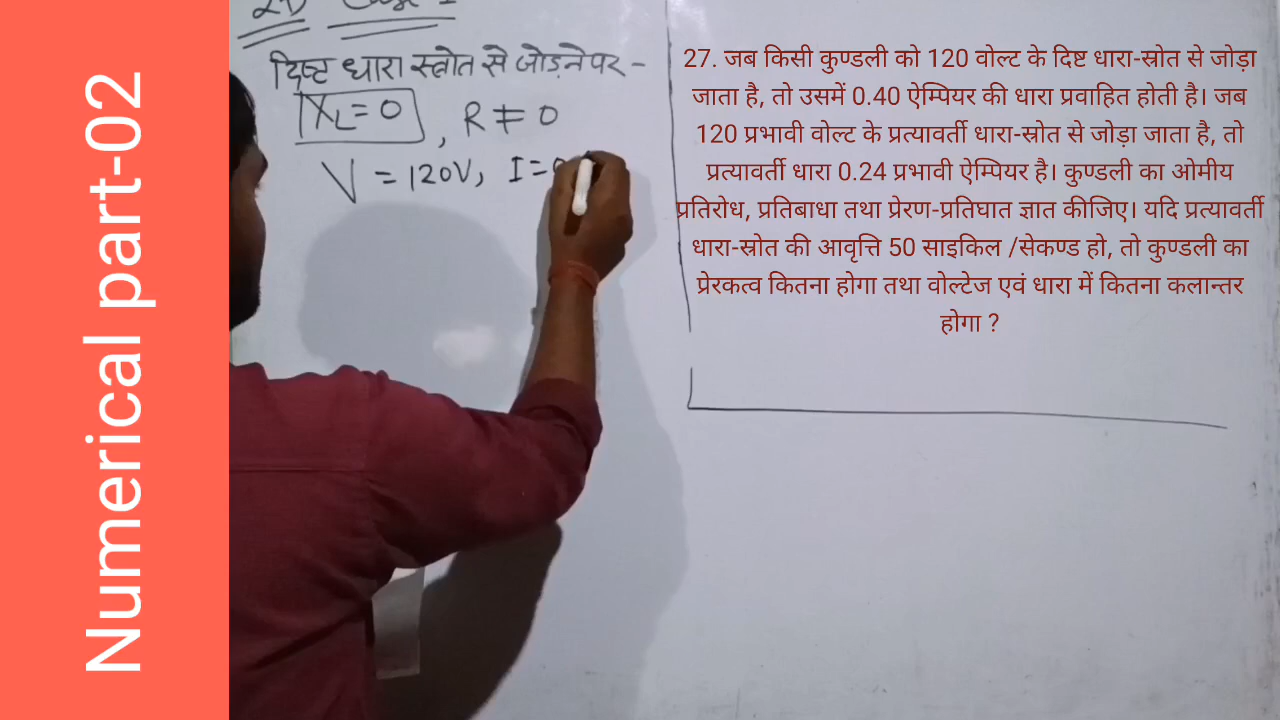 Numerical part-02
दिष्ट धारा स्त्रोत से जोड़ने पर -
X_L = 0 , R ≠ 0
V = 120V, I =
27. जब किसी कुण्डली को 120 वोल्ट के दिष्ट धारा-स्रोत से जोड़ा
जाता है, तो उसमें 0.40 ऐम्पियर की धारा प्रवाहित होती है। जब
120 प्रभावी वोल्ट के प्रत्यावर्ती धारा-स्रोत से जोड़ा जाता है, तो
प्रत्यावर्ती धारा 0.24 प्रभावी ऐम्पियर है। कुण्डली का ओमीय
प्रतिरोध, प्रतिबाधा तथा प्रेरण-प्रतिघात ज्ञात कीजिए। यदि प्रत्यावर्ती
धारा-स्रोत की आवृत्ति 50 साइकिल /सेकण्ड हो, तो कुण्डली का
प्रेरकत्व कितना होगा तथा वोल्टेज एवं धारा में कितना कलान्तर
होगा ?